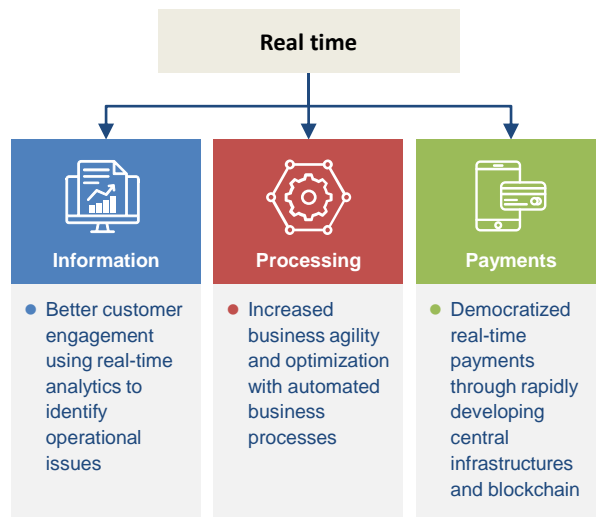 Real time
Information
Processing
Payments
Better customer
engagement
using real-time
analytics to
identify
operational
issues
Increased
business agility
and optimization
with automated
business
processes
Democratized
real-time
payments
through rapidly
developing
central
infrastructures
and blockchain